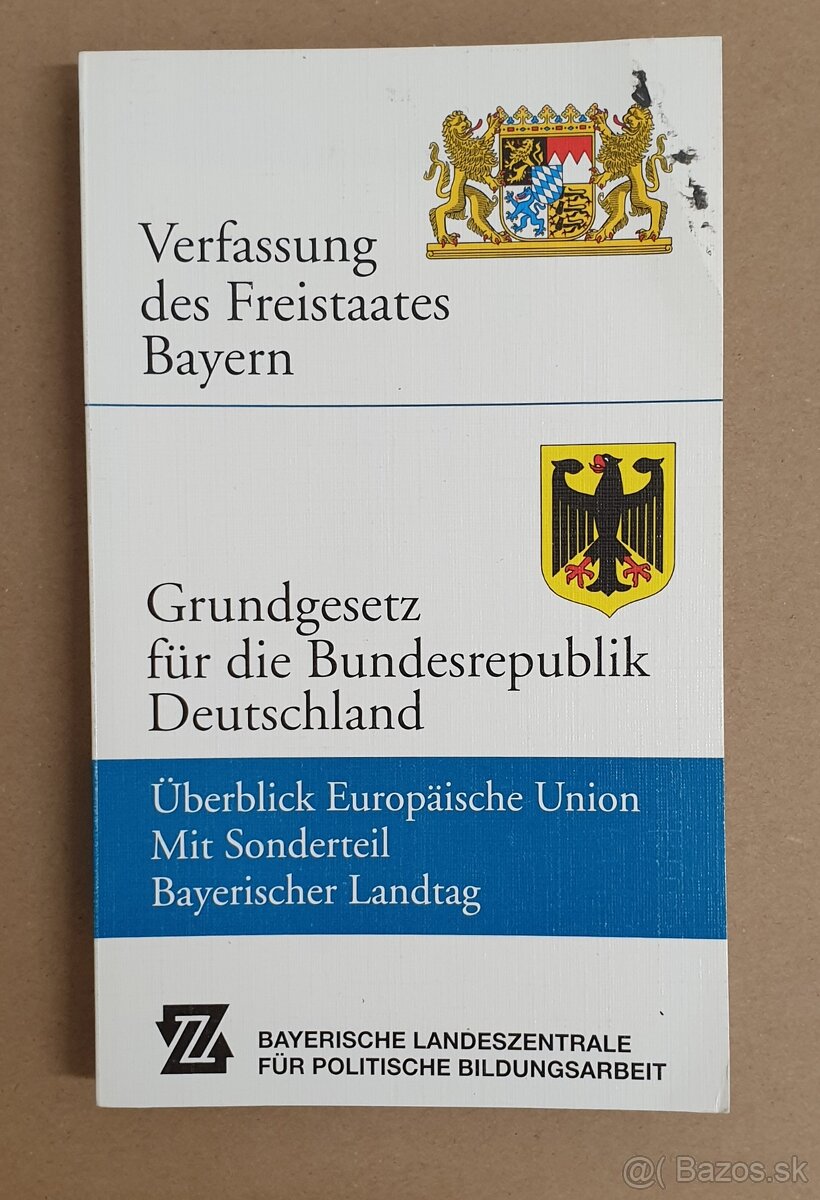 Verfassung
des Freistaates
Bayern
Grundgesetz
für die Bundesrepublik
Deutschland
Überblick Europäische Union
Mit Sonderteil
Bayerischer Landtag
BAYERISCHE LANDESZENTRALE
FÜR POLITISCHE BILDUNGSARBEIT
@( Bazos.sk